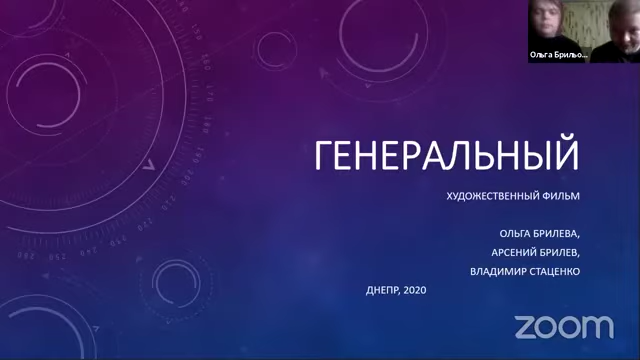 Ольга Брильо...
ГЕНЕРАЛЬНЫЙ
ХУДОЖЕСТВЕННЫЙ ФИЛЬМ
ОЛЬГА БРИЛЕВА,
АРСЕНИЙ БРИЛЕВ,
ВЛАДИМИР СТАЦЕНКО
ДНЕПР, 2020
zoom